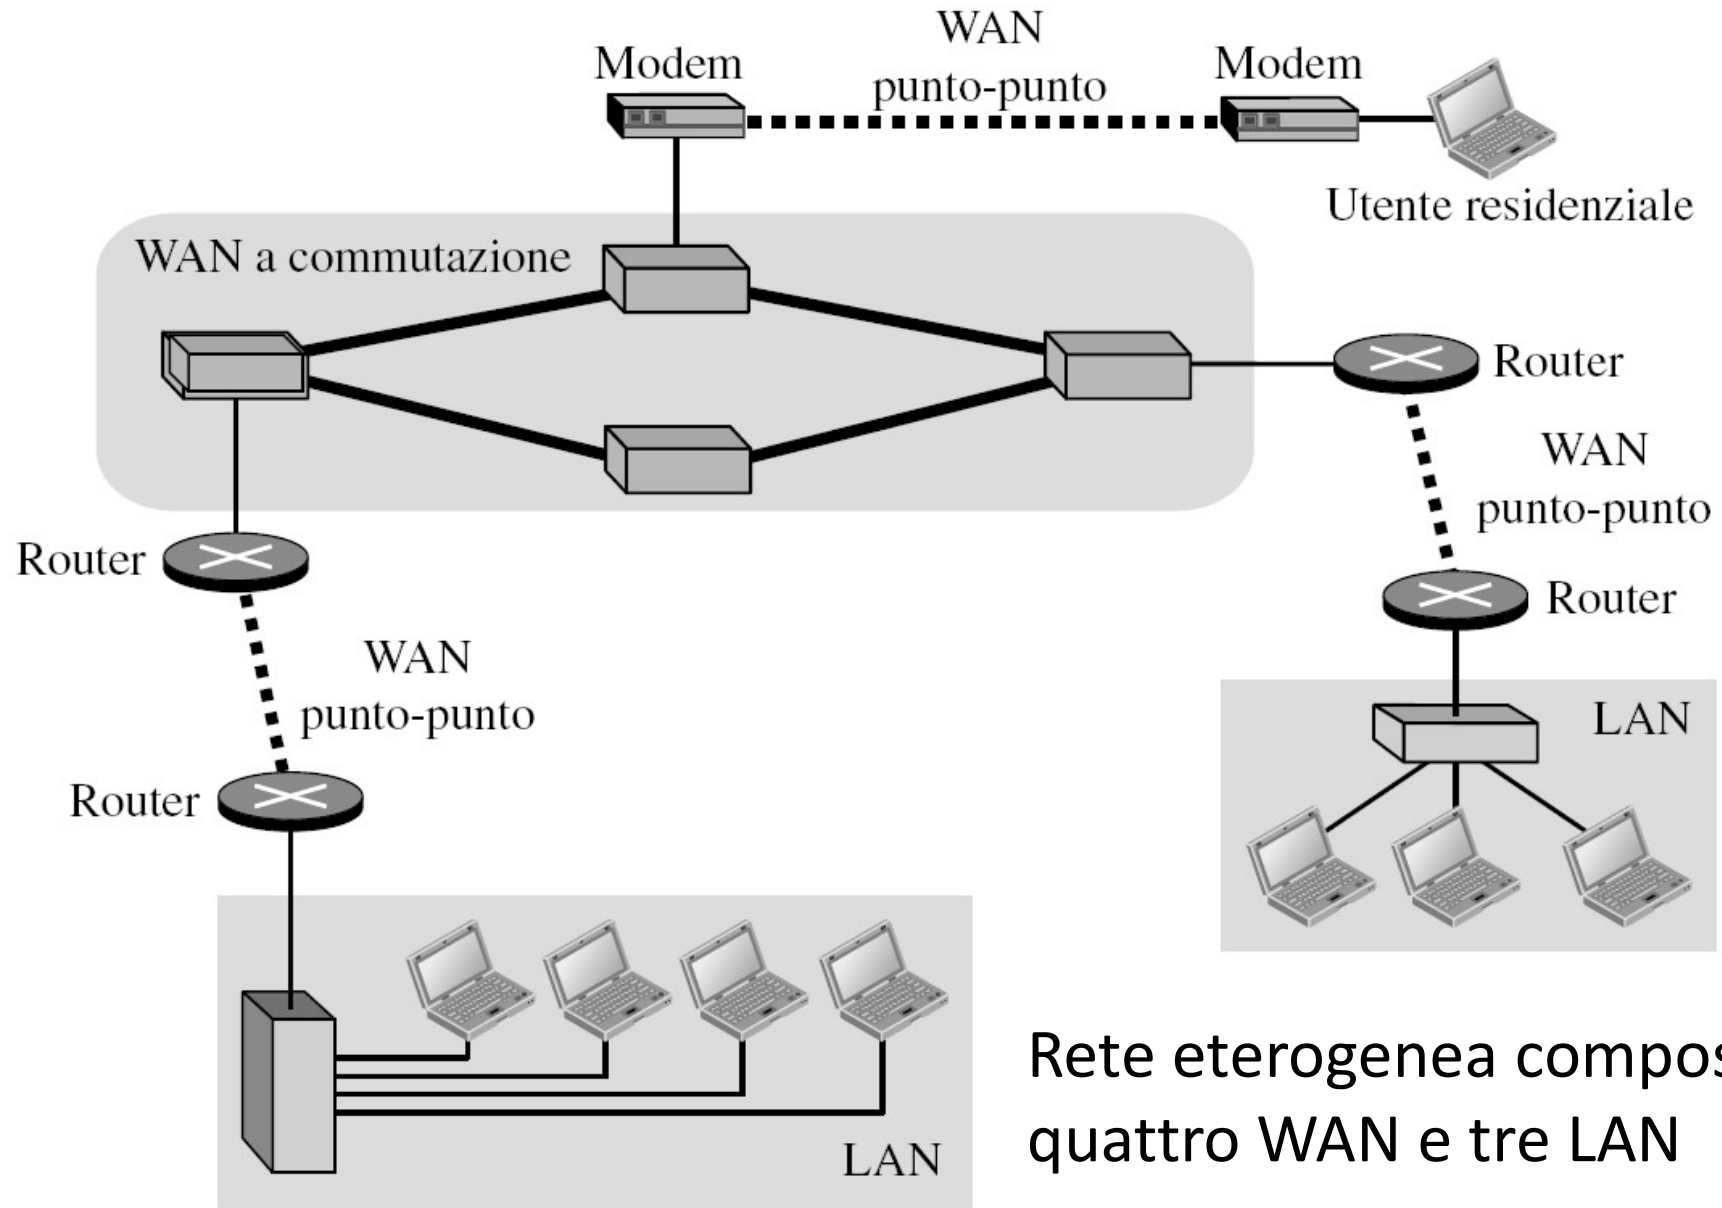 WAN
punto-punto
Modem
Modem
Utente residenziale
WAN a commutazione
Router
WAN
punto-punto
Router
Router
WAN
punto-punto
LAN
Router
LAN
Rete eterogenea compos
quattro WAN e tre LAN